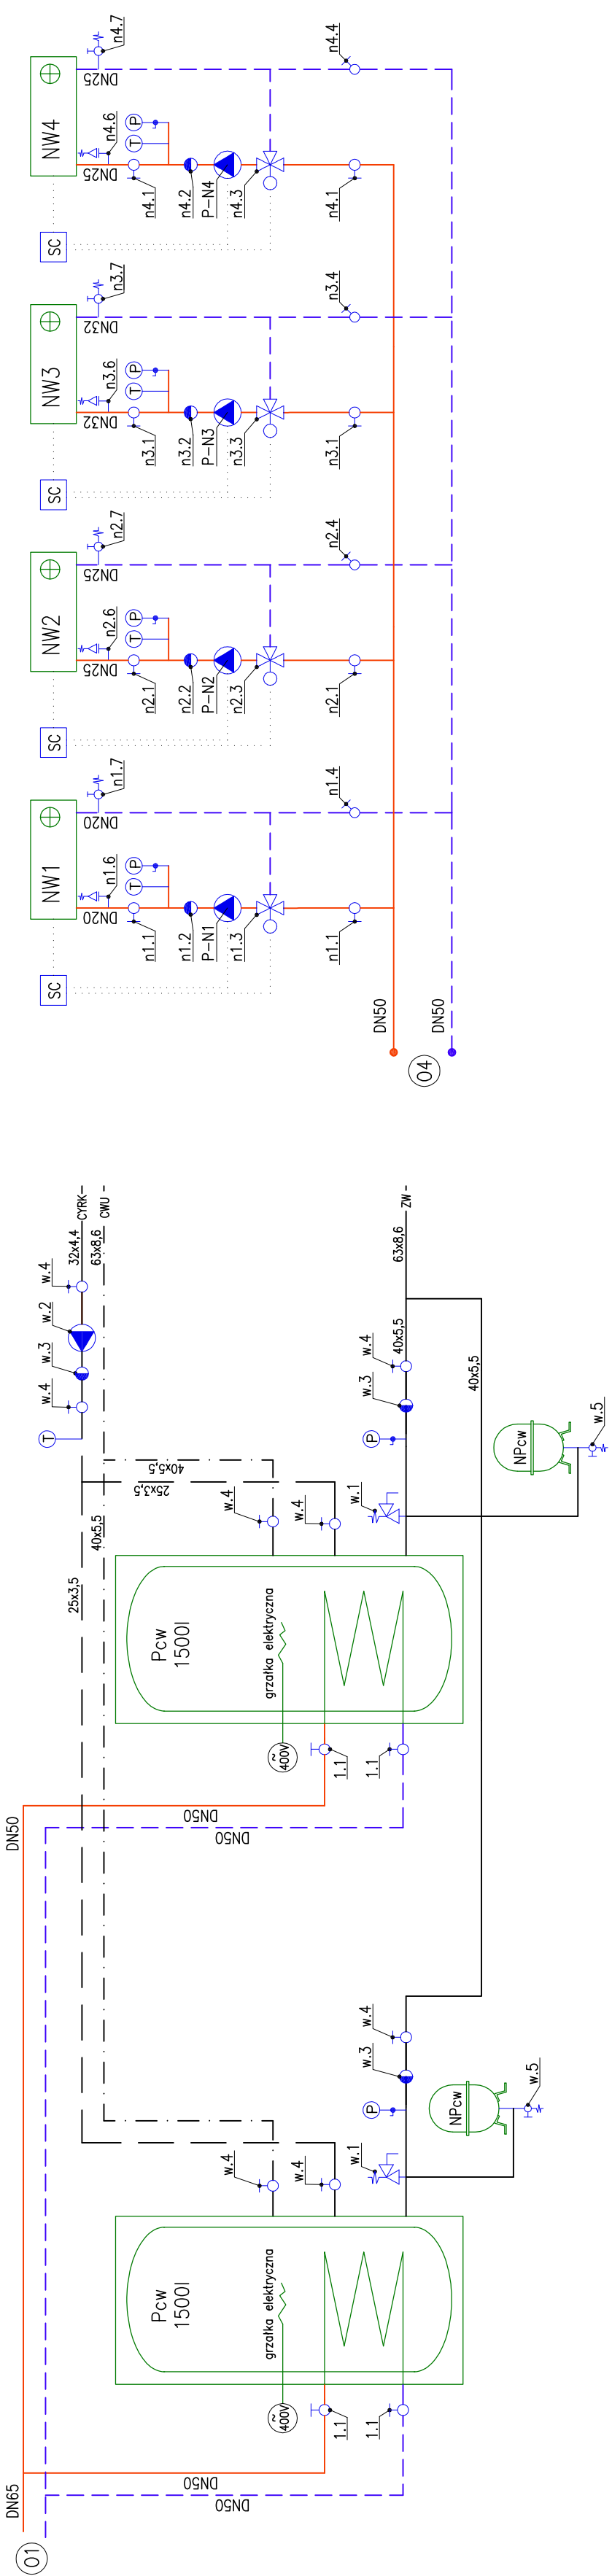 NW4
n4.7
n4.4
DN25
n4.6
P
T
DN25
n4.1
n4.2
P-N4
n4.3
n4.1
SC
NW3
n3.7
n3.4
DN32
n3.6
P
T
DN32
n3.1
n3.2
P-N3
n3.3
n3.1
SC
NW2
n2.7
n2.4
DN25
n2.6
P
T
DN25
n2.1
n2.2
P-N2
n2.3
n2.1
SC
NW1
n1.7
n1.4
DN20
n1.6
P
T
DN20
n1.1
n1.2
P-N1
n1.3
n1.1
SC
DN50
DN50
04
CYRK
CWU
ZW
32x4,4
63x8,6
63x8,6
w.4
w.2
w.3
w.4
T
w.4
w.3
P
40x5,5
40x5,5
40x5,5
25x3,5
40x5,5
25x3,5
w.4
w.4
w.1
NPcw
w.5
Pcw
1500l
grzałka elektryczna
~
400V
1.1
1.1
DN50
DN50
DN50
w.4
w.3
P
w.4
w.4
w.1
NPcw
w.5
Pcw
1500l
grzałka elektryczna
~
400V
1.1
1.1
DN50
DN50
DN65
01